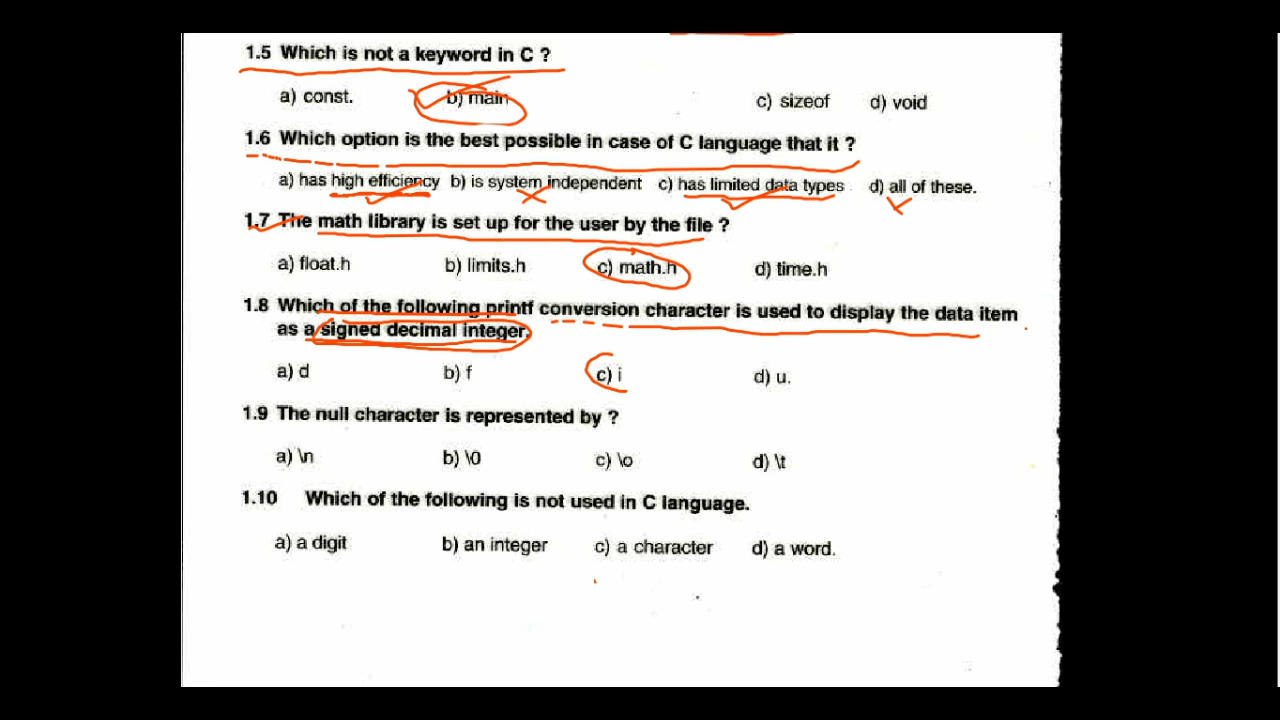 1.5 Which is not a keyword in C ?
a) const. b) main c) sizeof d) void
1.6 Which option is the best possible in case of C language that it ?
a) has high efficiency b) is system independent c) has limited data types d) all of these.
1.7 The math library is set up for the user by the file ?
a) float.h b) limits.h c) math.h d) time.h
1.8 Which of the following printf conversion character is used to display the data item
as a signed decimal integer.
a) d b) f c) i d) u.
1.9 The null character is represented by ?
a) \n b) \0 c) \o d) \t
1.10 Which of the following is not used in C language.
a) a digit b) an integer c) a character d) a word.